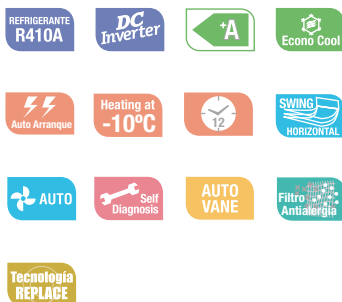 REFRIGERANTE
R410A
DC
Inverter
+A
Econo Cool
Auto Arranque
Heating at
-10ºC
12
SWING
HORIZONTAL
AUTO
Self
Diagnosis
AUTO
VANE
Filtro
Antialergia
Tecnología
REPLACE